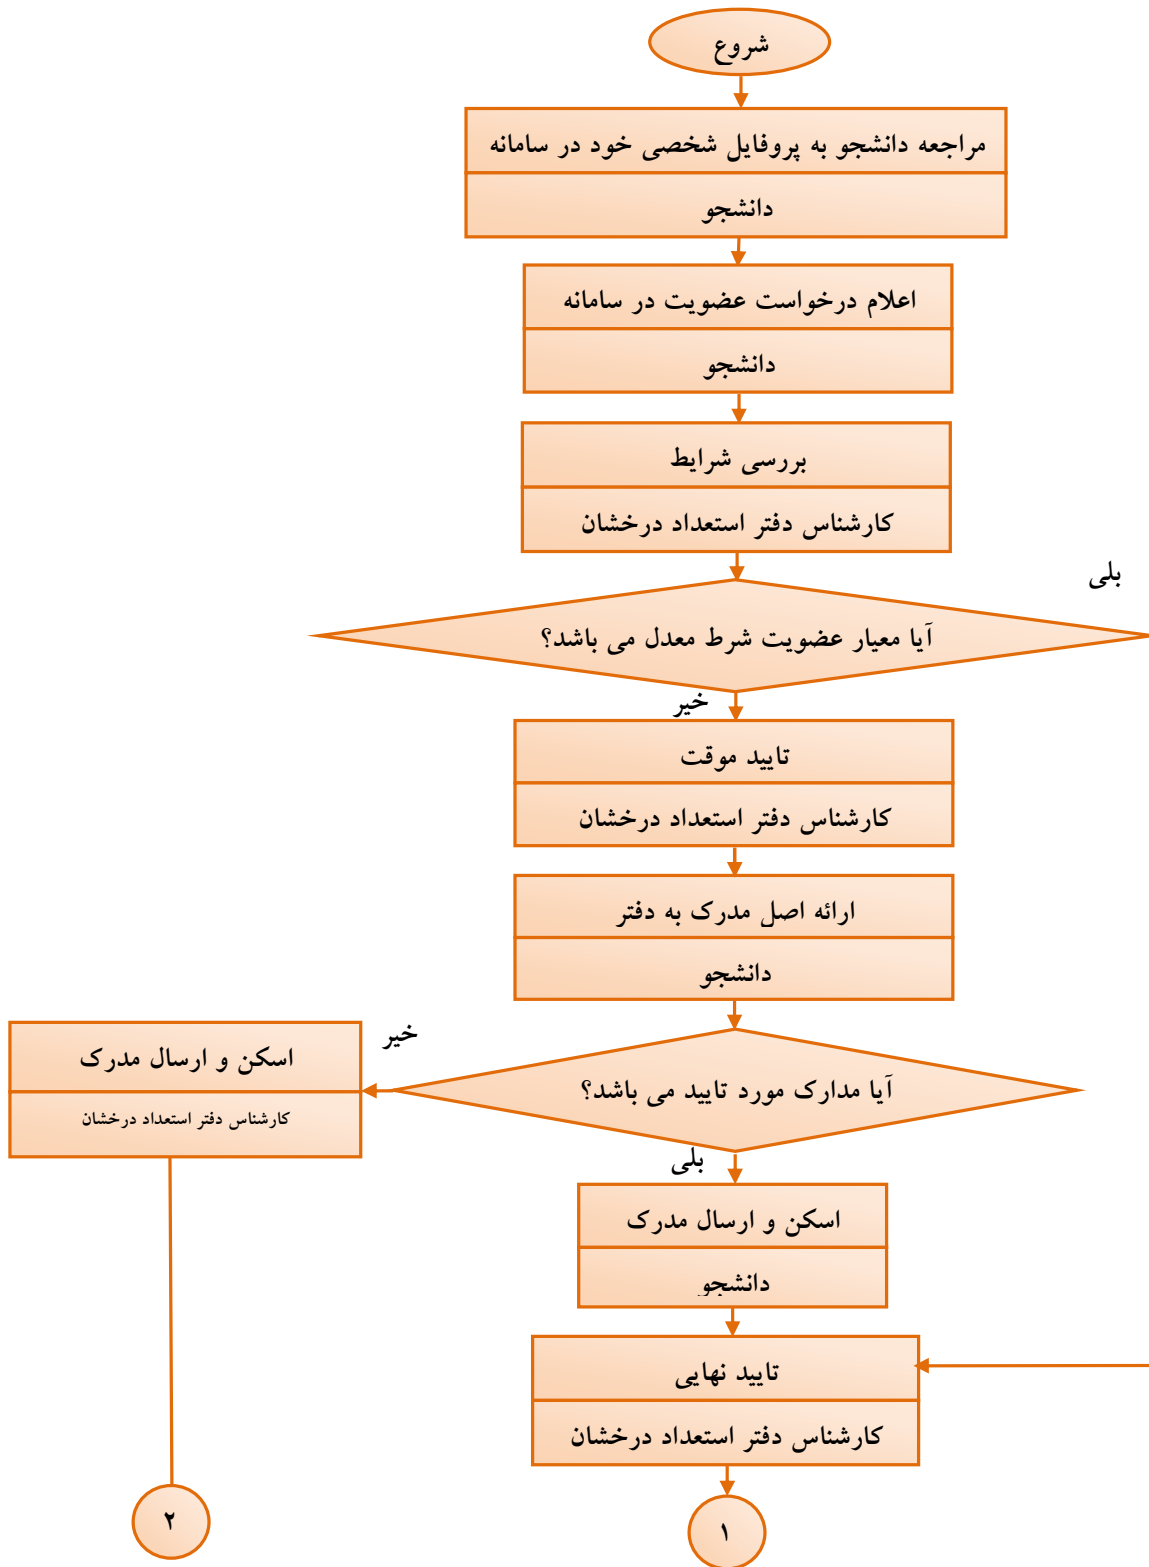 شروع
مراجعه دانشجو به پروفایل شخصی خود در سامانه
دانشجو
اعلام درخواست عضویت در سامانه
دانشجو
بررسی شرایط
کارشناس دفتر استعداد درخشان
بلی
آیا معیار عضویت شرط معدل می باشد؟
خیر
تایید موقت
کارشناس دفتر استعداد درخشان
ارائه اصل مدرک به دفتر
دانشجو
آیا مدارک مورد تایید می باشد؟
خیر
اسکن و ارسال مدرک
کارشناس دفتر استعداد درخشان
بلی
اسکن و ارسال مدرک
دانشجو
تایید نهایی
کارشناس دفتر استعداد درخشان
۱
۲